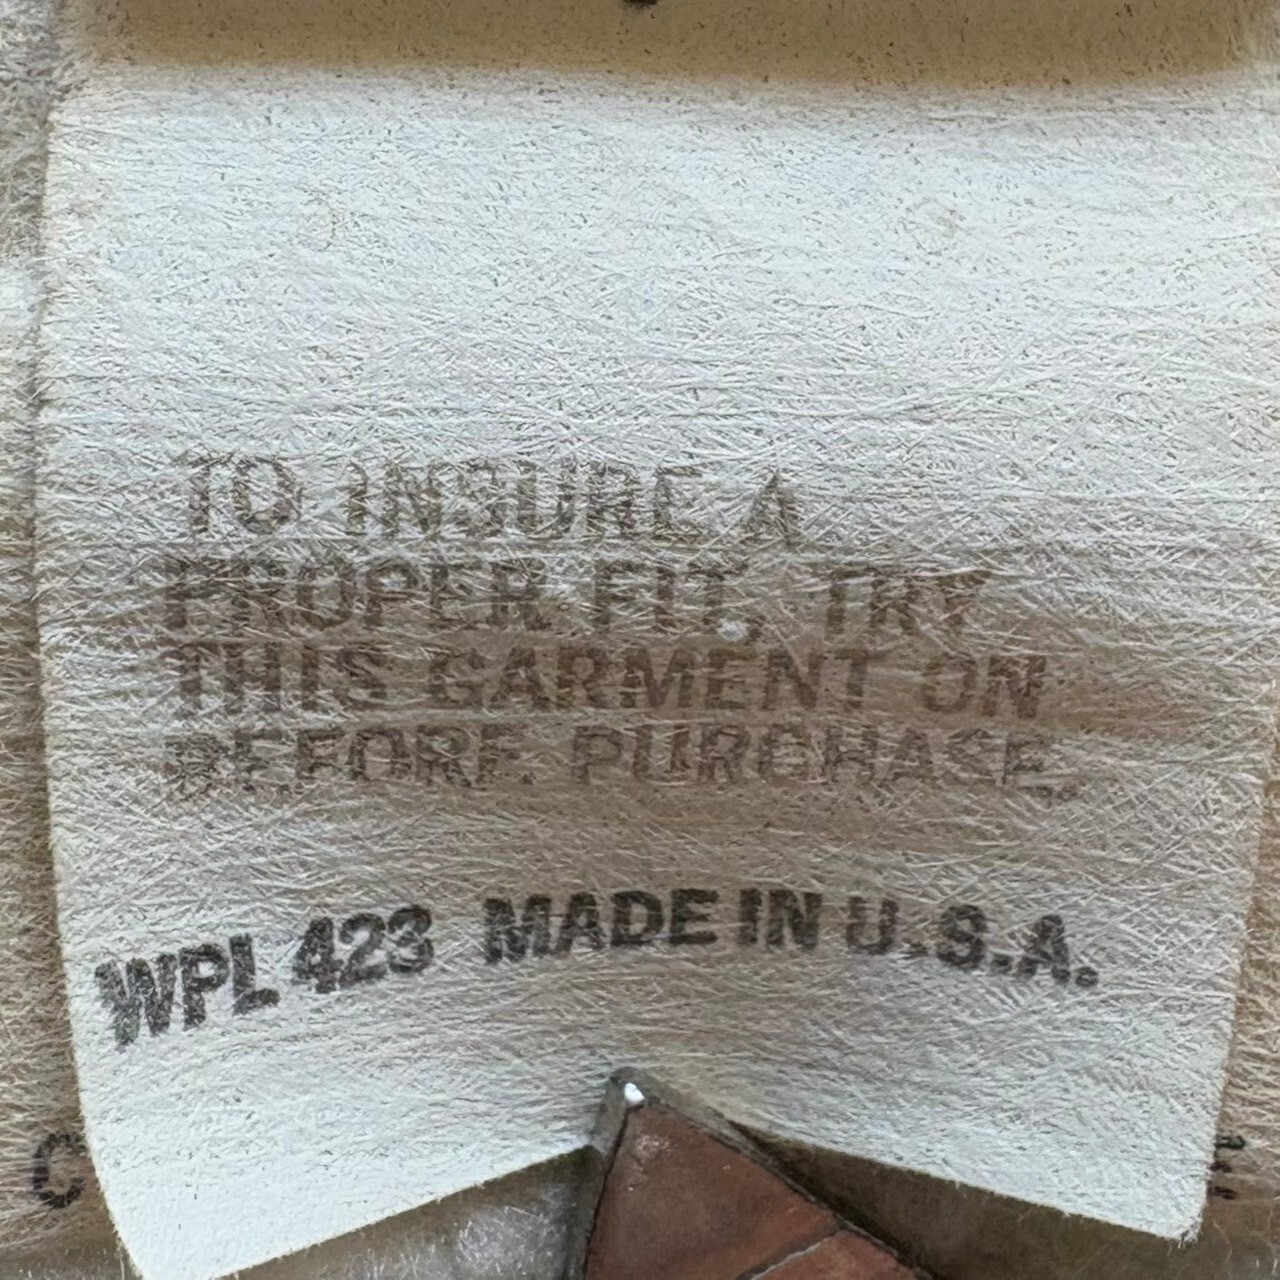 TO INSURE A
PROPER FIT, TRY
THIS GARMENT ON
BEFORE PURCHASE.
WPL 423 MADE IN U.S.A.